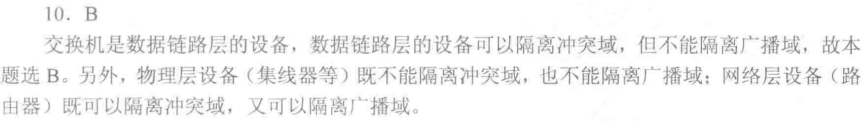 10．B
交换机是数据链路层的设备，数据链路层的设备可以隔离冲突域，但不能隔离广播域，故本
题选 B。另外，物理层设备（集线器等）既不能隔离冲突域，也不能隔离广播域；网络层设备（路
由器）既可以隔离冲突域，又可以隔离广播域。